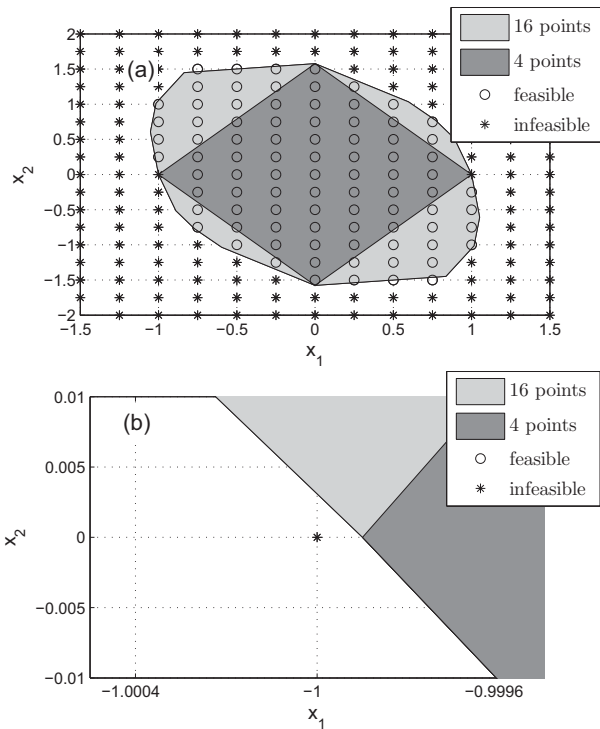 (a)
16 points
4 points
feasible
infeasible
2
1.5
1
0.5
0
−0.5
−1
−1.5
−2
x2
−1.5 −1 −0.5 0 0.5 1 1.5
x1
(b)
16 points
4 points
feasible
infeasible
0.01
0.005
0
−0.005
−0.01
x2
−1.0004 −1 −0.9996
x1